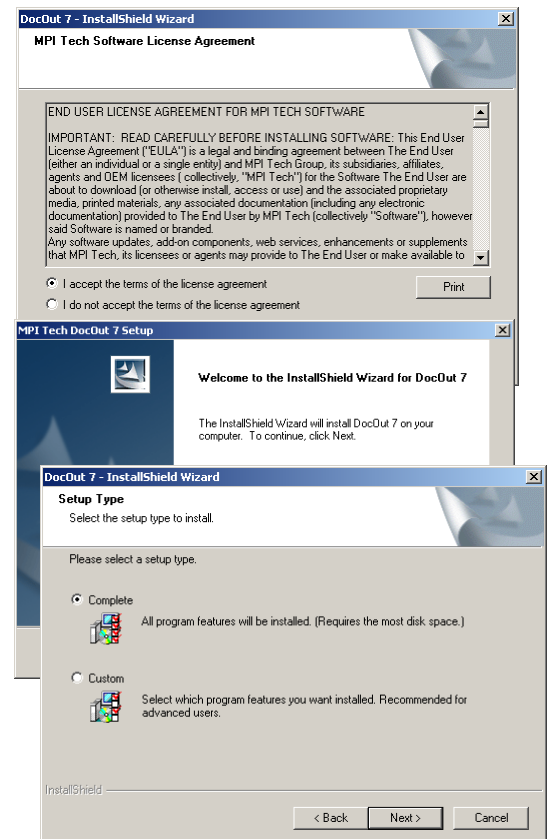 DocOut 7 - InstallShield Wizard
MPI Tech Software License Agreement
END USER LICENSE AGREEMENT FOR MPI TECH SOFTWARE
IMPORTANT: READ CAREFULLY BEFORE INSTALLING SOFTWARE: This End User
License Agreement ("EULA") is a legal and binding agreement between The End User
(either an individual or a single entity) and MPI Tech Group, its subsidiaries, affiliates,
agents and OEM licensees ( collectively, "MPI Tech") for the Software The End User are
about to download (or otherwise install, access or use) and the associated proprietary
media, printed materials, any associated documentation (including any electronic
documentation) provided to The End User by MPI Tech (collectively "Software"), however
said Software is named or branded.
Any software updates, add-on components, web services, enhancements or supplements
that MPI Tech, its licensees or agents may provide to The End User or make available to
I accept the terms of the license agreement
Print
I do not accept the terms of the license agreement
MPI Tech DocOut 7 Setup
Welcome to the InstallShield Wizard for DocOut 7
The InstallShield Wizard will install DocOut 7 on your
computer. To continue, click Next.
DocOut 7 - InstallShield Wizard
Setup Type
Select the setup type to install.
Please select a setup type.
Complete
All program features will be installed. (Requires the most disk space.)
Custom
Select which program features you want installed. Recommended for
advanced users.
InstallShield
< Back
Next >
Cancel